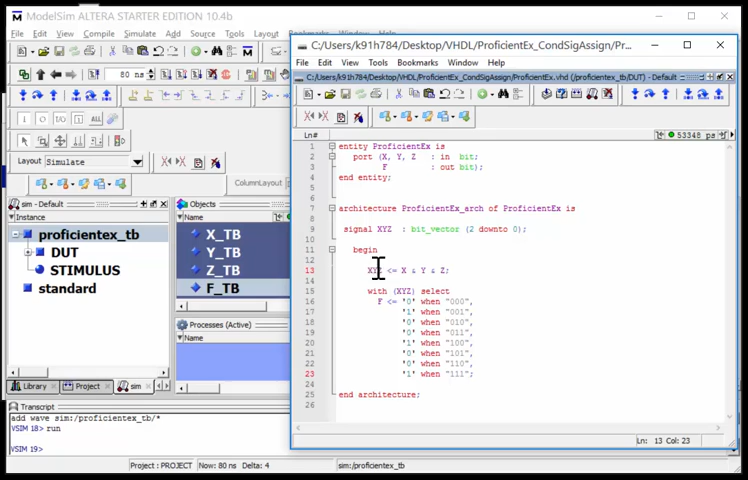 ModelSim ALTERA STARTER EDITION 10.4b
File Edit View Compile Simulate
80 ns
Layout Simulate
ColumnLayout
sim - Default
Instance
proficientex_tb
DUT
STIMULUS
standard
Objects
Name
X_TB
Y_TB
Z_TB
F_TB
Processes (Active)
Name
Library Project sim
Transcript
add wave sim:/proficientex_tb/*
VSIM 18> run
VSIM 19>
Project : PROJECT Now: 80 ns Delta: 4 sim:/proficientex_tb
C:/Users/k91h784/Desktop/VHDL/ProficientEx_CondSigAssign/Pr...
File Edit View Tools Bookmarks Window Help
C:/Users/k91h784/Desktop/VHDL/ProficientEx_CondSigAssign/ProficientEx.vhd (/proficientex_tb/DUT) - Default
Ln#
53348 ps
1 entity ProficientEx is
2 port (X, Y, Z : in bit;
3 F : out bit);
4 end entity;
5
6
7 architecture ProficientEx_arch of ProficientEx is
8
9 signal XYZ : bit_vector (2 downto 0);
10
11 begin
12
13 XYZ <= X & Y & Z;
14
15 with (XYZ) select
16 F <= '0' when "000",
17 '1' when "001",
18 '0' when "010",
19 '0' when "011",
20 '1' when "100",
21 '0' when "101",
22 '0' when "110",
23 '1' when "111";
24
25 end architecture;
26
Ln: 13 Col: 23